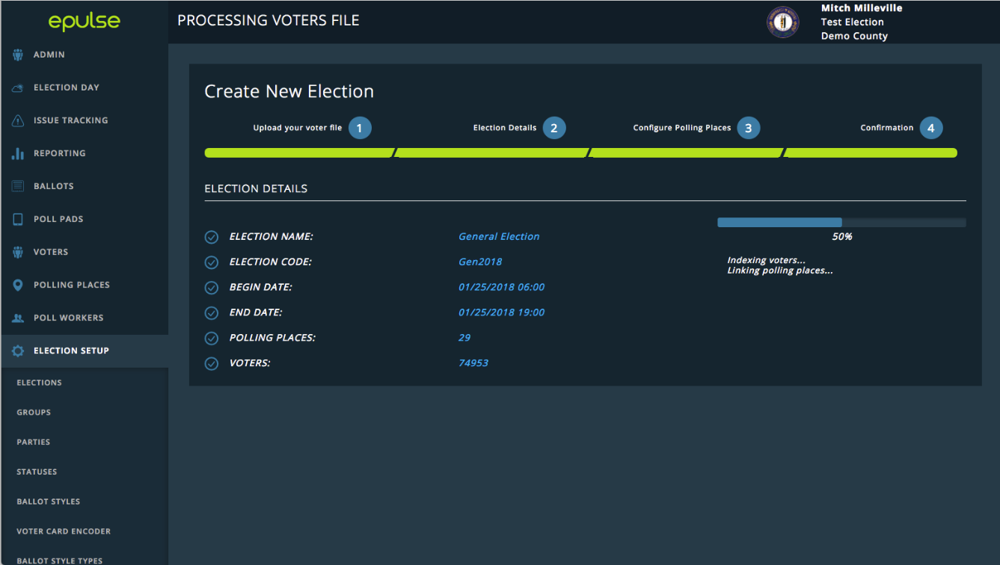 epulse
PROCESSING VOTERS FILE
Mitch Milleville
Test Election
Demo County
ADMIN
ELECTION DAY
ISSUE TRACKING
REPORTING
BALLOTS
POLL PADS
VOTERS
POLLING PLACES
POLL WORKERS
ELECTION SETUP
ELECTIONS
GROUPS
PARTIES
STATUSES
BALLOT STYLES
VOTER CARD ENCODER
BALLOT STYLE TYPES
Create New Election
Upload your voter file 1 Election Details 2 Configure Polling Places 3 Confirmation 4
ELECTION DETAILS
ELECTION NAME: General Election
ELECTION CODE: Gen2018
BEGIN DATE: 01/25/2018 06:00
END DATE: 01/25/2018 19:00
POLLING PLACES: 29
VOTERS: 74953
50%
Indexing voters...
Linking polling places...